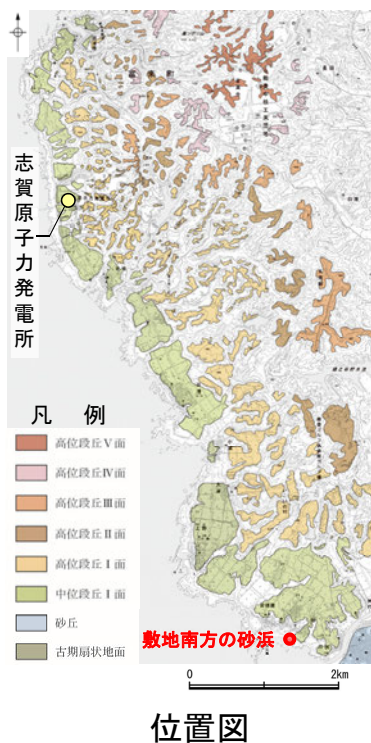 志賀原子力発電所
凡 例
高位段丘Ⅴ面
高位段丘Ⅳ面
高位段丘Ⅲ面
高位段丘Ⅱ面
高位段丘Ⅰ面
中位段丘Ⅰ面
砂丘
古期扇状地面
敷地南方の砂浜
0 2km
位置図